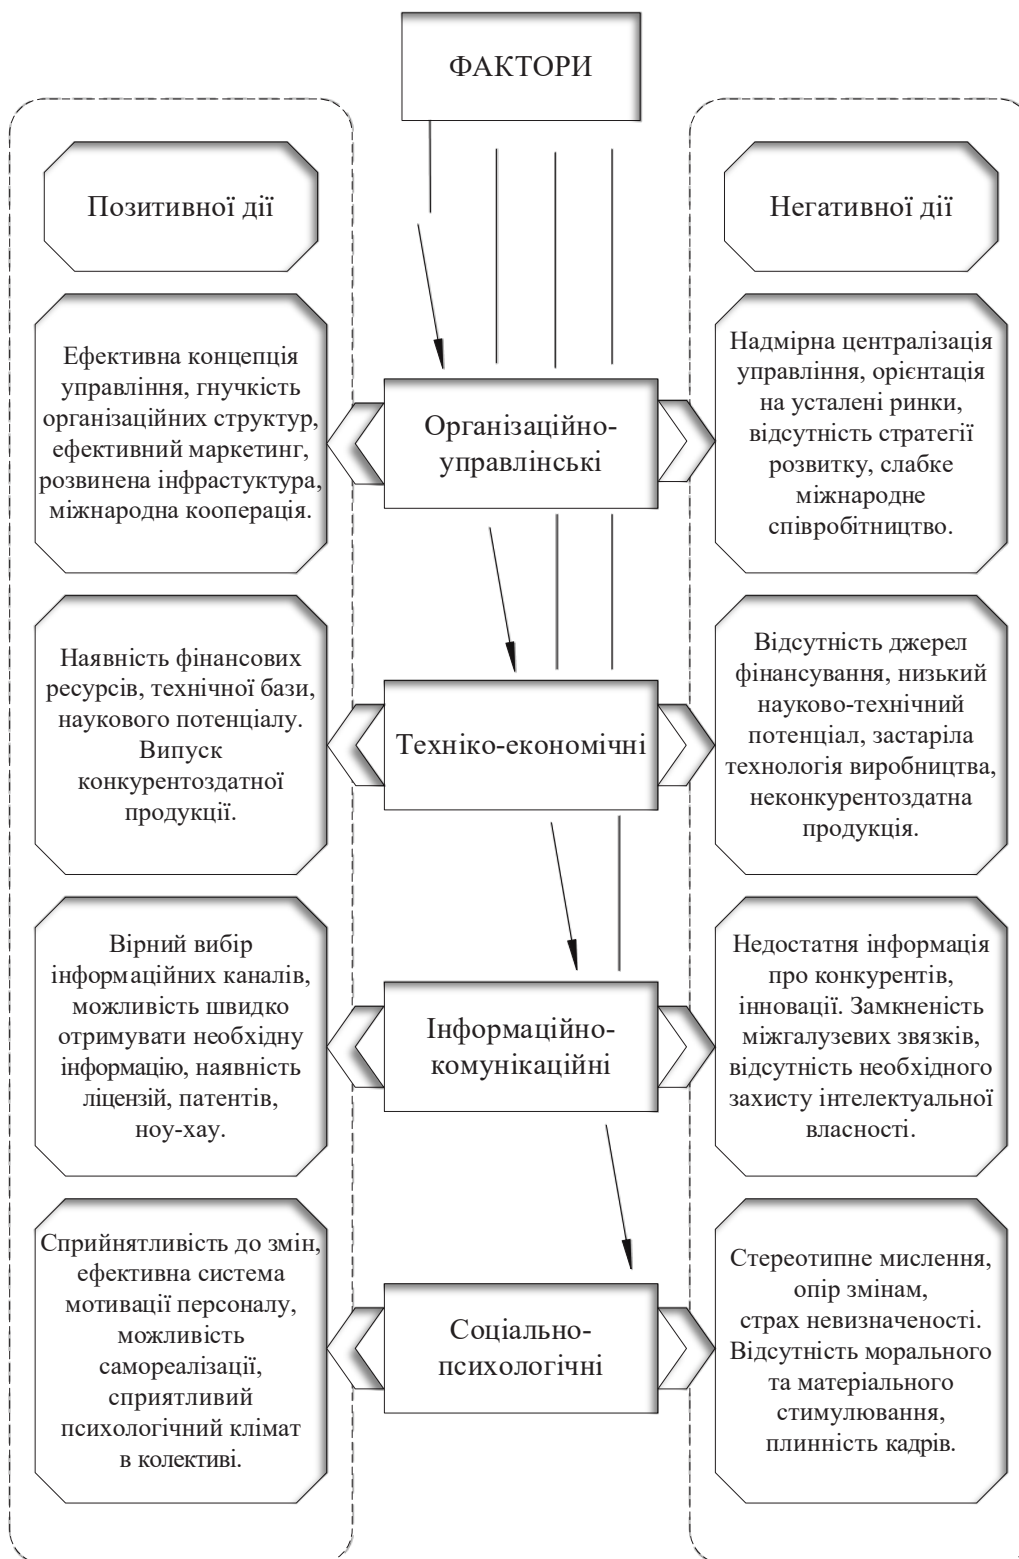 ФАКТОРИ
Позитивної дії
Негативної дії
Ефективна концепція
управління, гнучкість
організаційних структур,
ефективний маркетинг,
розвинена інфрастуктура,
міжнародна кооперація.
Організаційно-
управлінські
Надмірна централізація
управління, орієнтація
на усталені ринки,
відсутність стратегії
розвитку, слабке
міжнародне
співробітництво.
Наявність фінансових
ресурсів, технічної бази,
наукового потенціалу.
Випуск
конкурентоздатної
продукції.
Техніко-економічні
Відсутність джерел
фінансування, низький
науково-технічний
потенціал, застаріла
технологія виробництва,
неконкурентоздатна
продукція.
Вірний вибір
інформаційних каналів,
можливість швидко
отримувати необхідну
інформацію, наявність
ліцензій, патентів,
ноу-хау.
Інформаційно-
комунікаційні
Недостатня інформація
про конкурентів,
інновації. Замкненість
міжгалузевих звязків,
відсутність необхідного
захисту інтелектуальної
власності.
Сприйнятливість до змін,
ефективна система
мотивації персоналу,
можливість
самореалізації,
сприятливий
психологічний клімат
в колективі.
Соціально-
психологічні
Стереотипне мислення,
опір змінам,
страх невизначеності.
Відсутність морального
та матеріального
стимулювання,
плинність кадрів.